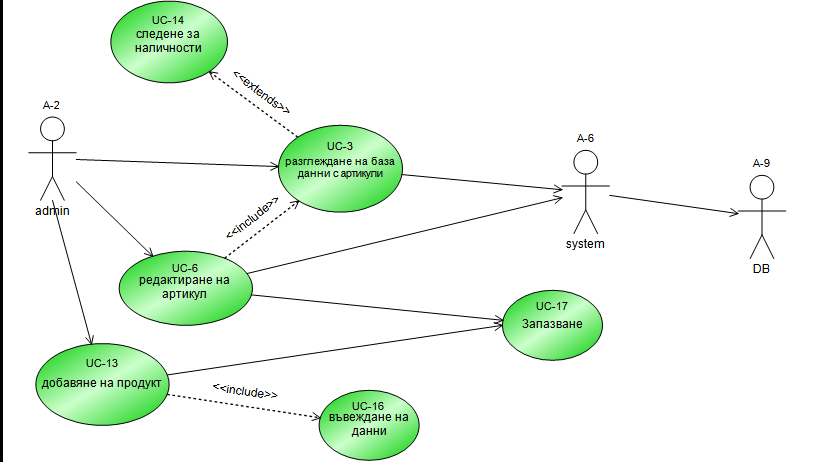 UC-14
следене за
наличности
<<extends>>
A-2
admin
UC-3
разглеждане на база
данни с артикули
A-6
system
A-9
DB
<<include>>
UC-6
редактиране на
артикул
UC-17
Запазване
UC-13
добавяне на продукт
<<include>>
UC-16
въвеждане на
данни